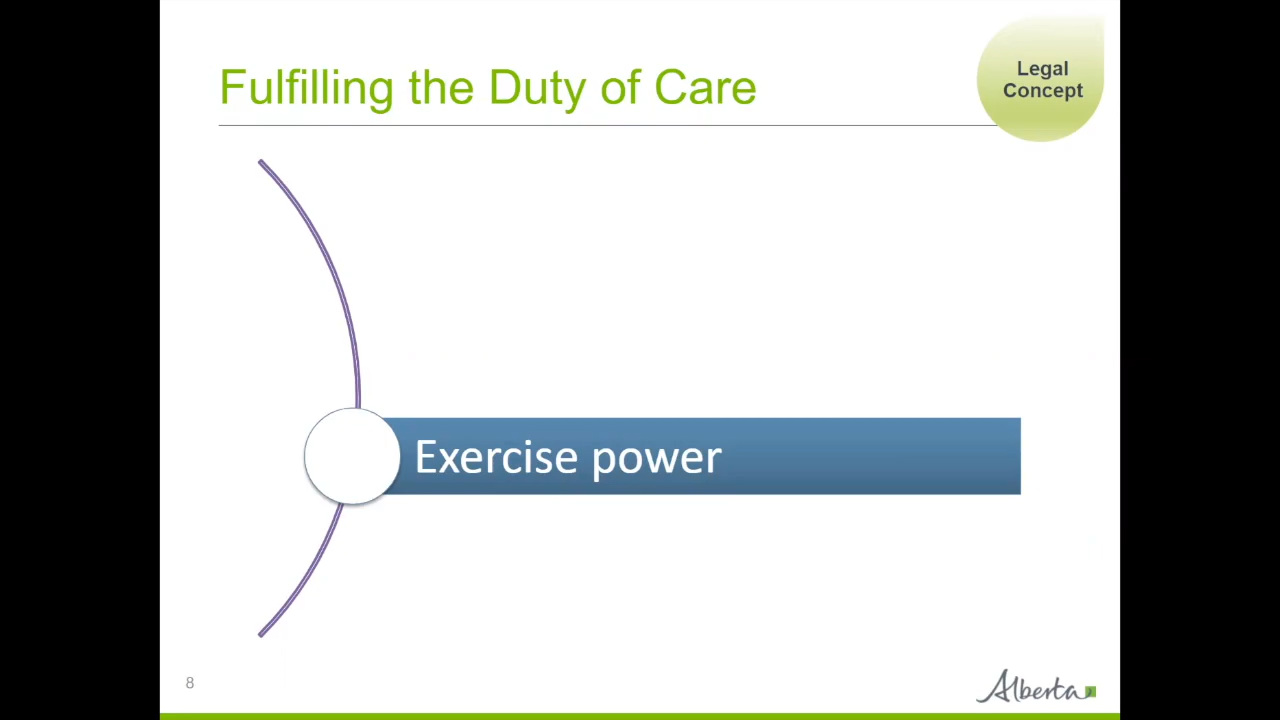 Fulfilling the Duty of Care
Legal
Concept
Exercise power
8
Alberta